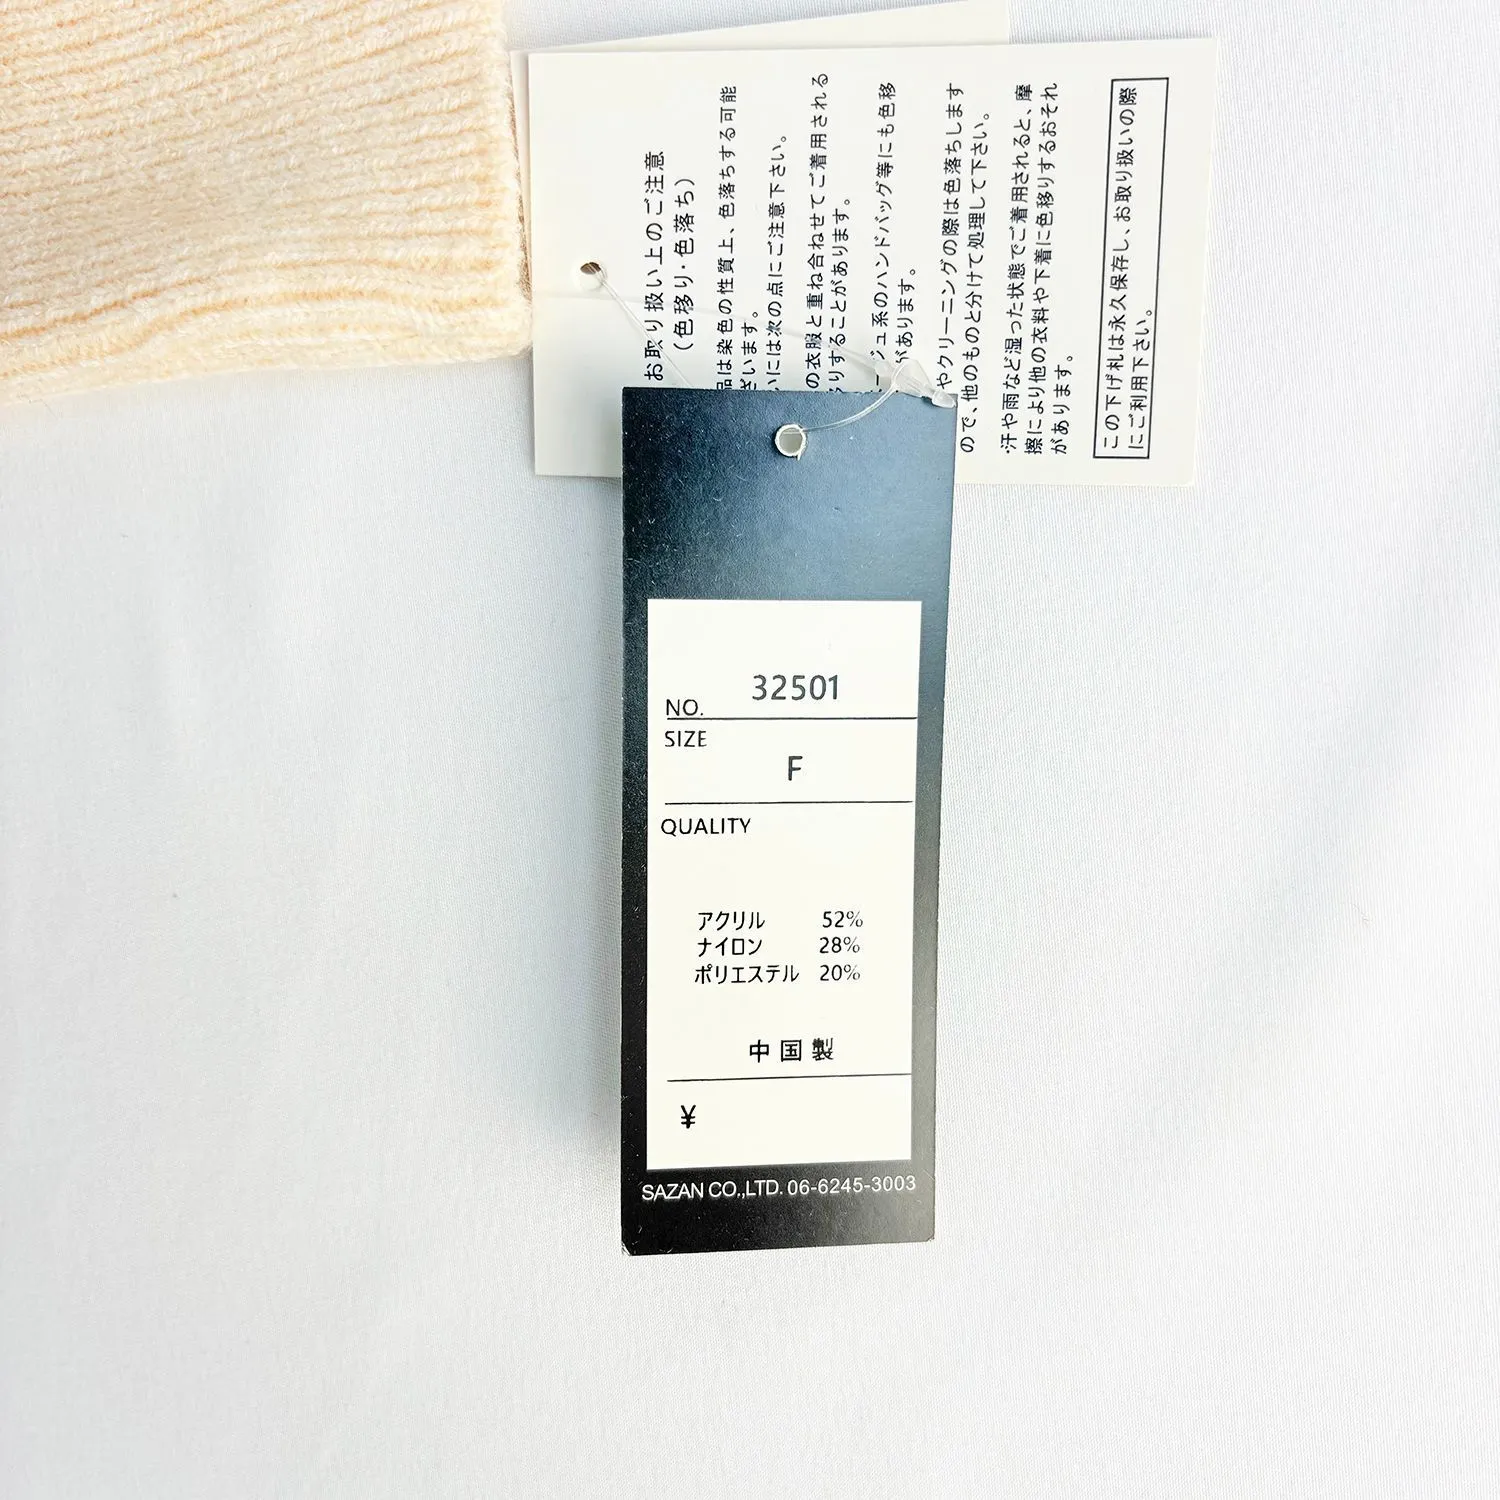 お取り扱い上のご注意
(色移り・色落ち)
品は染色の性質上、色落ちする可能
ざいます。
いには次の点にご注意下さい。
の衣服と重ね合わせてご着用される
りすることがあります。
ジュ系のハンドバッグ等にも色移
があります。
やクリーニングの際は色落ちします
ので、他のものと分けて処理して下さい。
・汗や雨など湿った状態でご着用されると、摩
擦により他の衣料や下着に色移りするおそれ
があります。
この下げ札は永久保存し、お取り扱いの際
にご利用下さい。
NO. 32501
SIZE
F
QUALITY
アクリル 52%
ナイロン 28%
ポリエステル 20%
中国製
¥
SAZAN CO.,LTD. 06-6245-3003